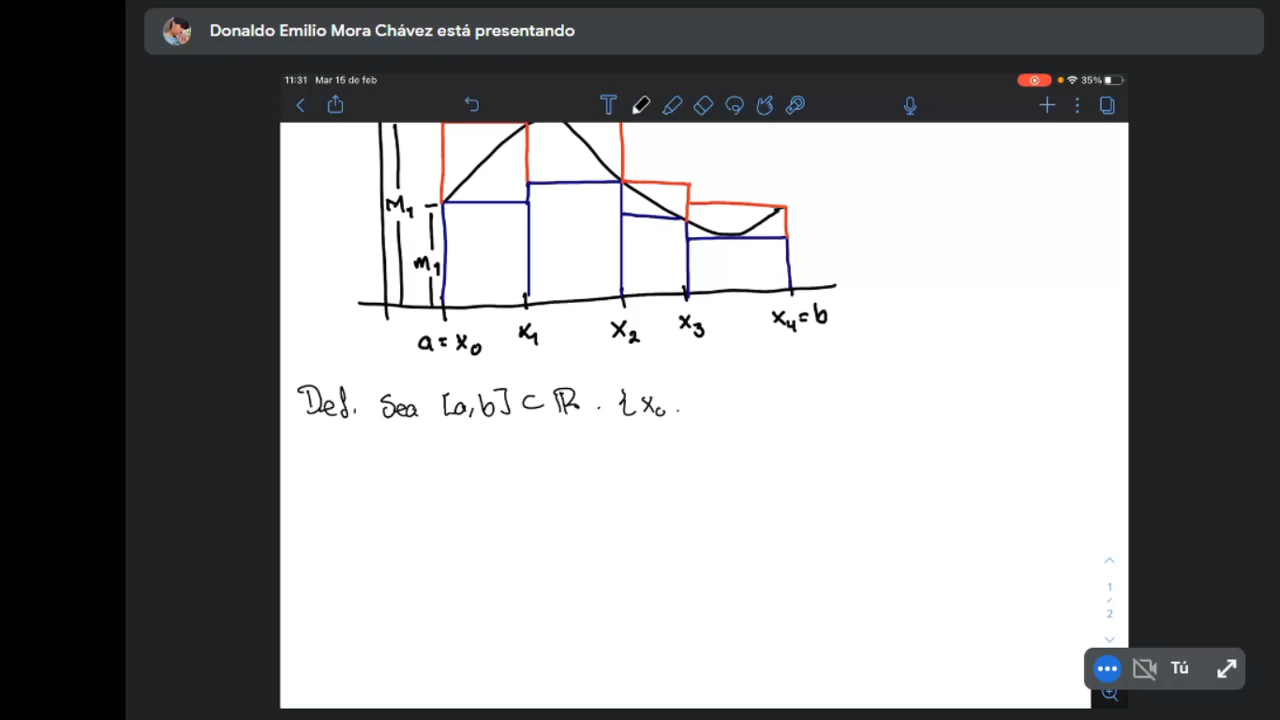 Donaldo Emilio Mora Chávez está presentando
11:31 Mar 15 de feb
35%
M₁
m₁
a = x₀ x₁ x₂ x₃ x₄ = b
Def. Sea [a,b] ⊂ ℝ. {x₀.
1
/
2
Tú